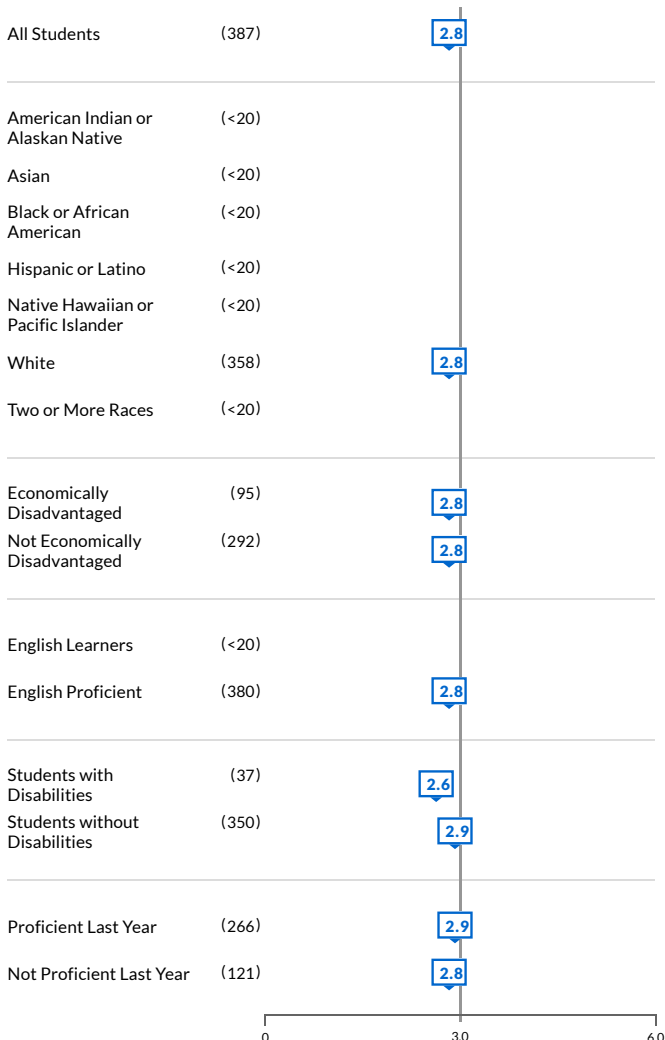 All Students (387) 2.8
American Indian or (<20)
Alaskan Native
Asian (<20)
Black or African (<20)
American
Hispanic or Latino (<20)
Native Hawaiian or (<20)
Pacific Islander
White (358) 2.8
Two or More Races (<20)
Economically (95) 2.8
Disadvantaged
Not Economically (292) 2.8
Disadvantaged
English Learners (<20)
English Proficient (380) 2.8
Students with (37) 2.6
Disabilities
Students without (350) 2.9
Disabilities
Proficient Last Year (266) 2.9
Not Proficient Last Year (121) 2.8
0 3.0 6.0